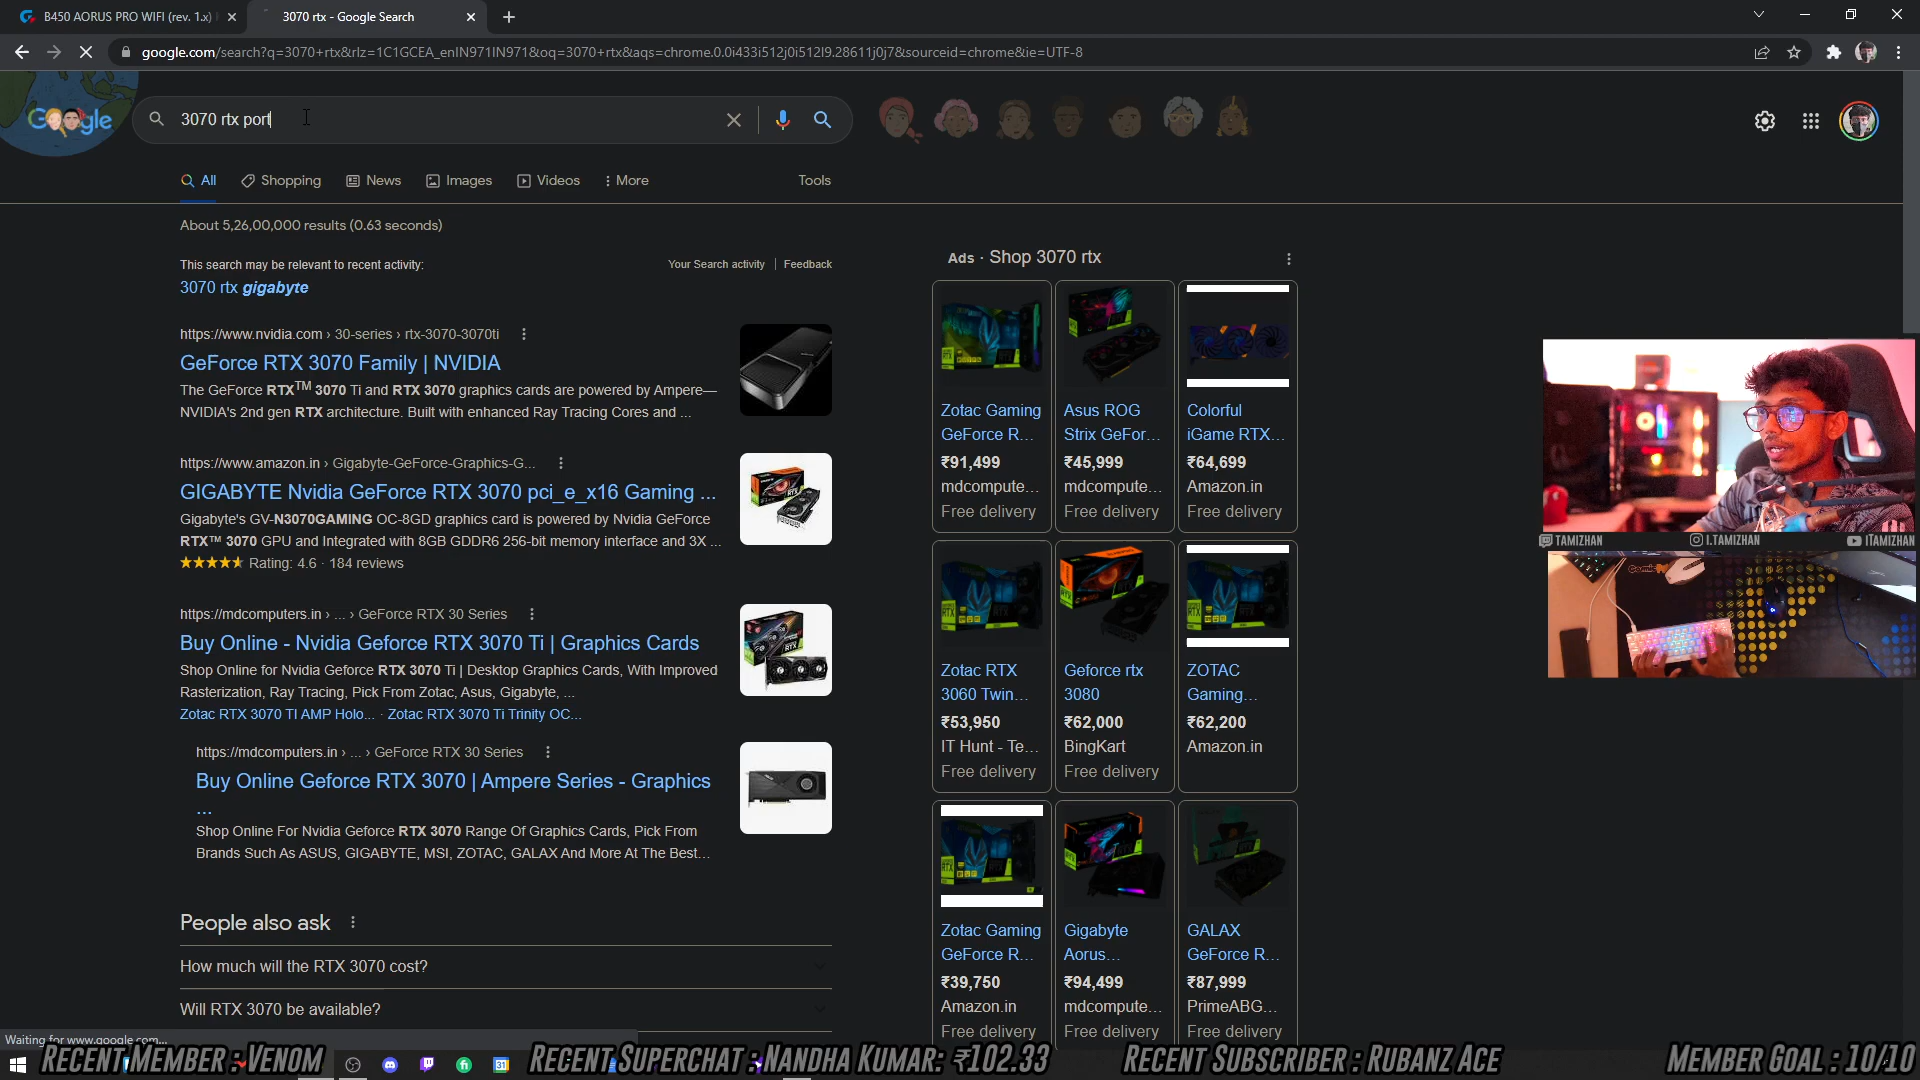 B450 AORUS PRO WIFI (rev. 1.x)
3070 rtx - Google Search
google.com/search?q=3070+rtx&rlz=1C1GCEA_enIN971IN971&oq=3070+rtx&aqs=chrome.0.0i433i512j0i512l9.28611j0j7&sourceid=chrome&ie=UTF-8
Google
3070 rtx port
All
Shopping
News
Images
Videos
More
Tools
About 5,26,00,000 results (0.63 seconds)
This search may be relevant to recent activity:
Your Search activity
Feedback
3070 rtx gigabyte
https://www.nvidia.com › 30-series › rtx-3070-3070ti
GeForce RTX 3070 Family | NVIDIA
The GeForce RTX™ 3070 Ti and RTX 3070 graphics cards are powered by Ampere—
NVIDIA's 2nd gen RTX architecture. Built with enhanced Ray Tracing Cores and ...
https://www.amazon.in › Gigabyte-GeForce-Graphics-G...
GIGABYTE Nvidia GeForce RTX 3070 pci_e_x16 Gaming ...
Gigabyte's GV-N3070GAMING OC-8GD graphics card is powered by Nvidia GeForce
RTX™ 3070 GPU and Integrated with 8GB GDDR6 256-bit memory interface and 3X ...
Rating: 4.6 · 184 reviews
https://mdcomputers.in › ... › GeForce RTX 30 Series
Buy Online - Nvidia Geforce RTX 3070 Ti | Graphics Cards
Shop Online for Nvidia Geforce RTX 3070 Ti | Desktop Graphics Cards, With Improved
Rasterization, Ray Tracing, Pick From Zotac, Asus, Gigabyte, ...
Zotac RTX 3070 TI AMP Holo... · Zotac RTX 3070 Ti Trinity OC...
https://mdcomputers.in › ... › GeForce RTX 30 Series
Buy Online Geforce RTX 3070 | Ampere Series - Graphics
...
Shop Online For Nvidia Geforce RTX 3070 Range Of Graphics Cards, Pick From
Brands Such As ASUS, GIGABYTE, MSI, ZOTAC, GALAX And More At The Best...
People also ask
How much will the RTX 3070 cost?
Will RTX 3070 be available?
Ads · Shop 3070 rtx
Zotac Gaming
GeForce R...
₹91,499
mdcompute...
Free delivery
Asus ROG
Strix GeFor...
₹45,999
mdcompute...
Free delivery
Colorful
iGame RTX...
₹64,699
Amazon.in
Free delivery
Zotac RTX
3060 Twin...
₹53,950
IT Hunt - Te...
Free delivery
Geforce rtx
3080
₹62,000
BingKart
Free delivery
ZOTAC
Gaming...
₹62,200
Amazon.in
Zotac Gaming
GeForce R...
₹39,750
Amazon.in
Free delivery
Gigabyte
Aorus...
₹94,499
mdcompute...
Free delivery
GALAX
GeForce R...
₹87,999
PrimeABG...
Free delivery
TAMIZHAN
I.TAMIZHAN
ITAMIZHAN
Waiting for www.google.com...
RECENT MEMBER : VENOM
RECENT SUPERCHAT : NANDHA KUMAR: ₹102.33
RECENT SUBSCRIBER : RUBANZ ACE
MEMBER GOAL : 10/10